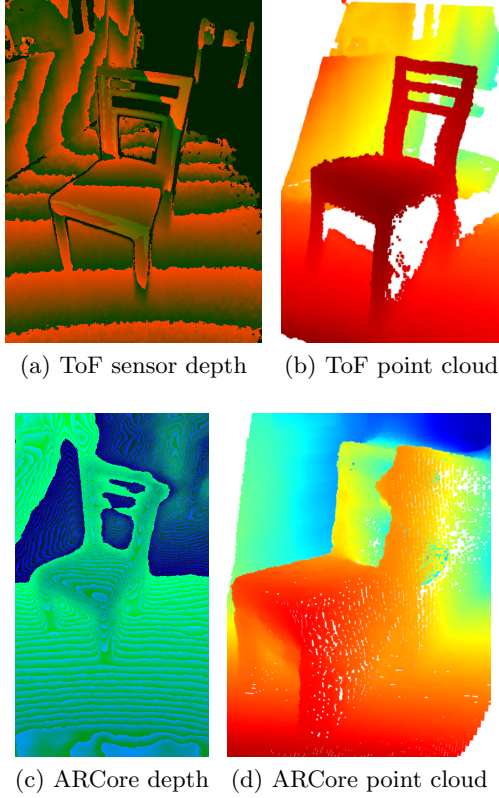 (a) ToF sensor depth
(b) ToF point cloud
(c) ARCore depth
(d) ARCore point cloud